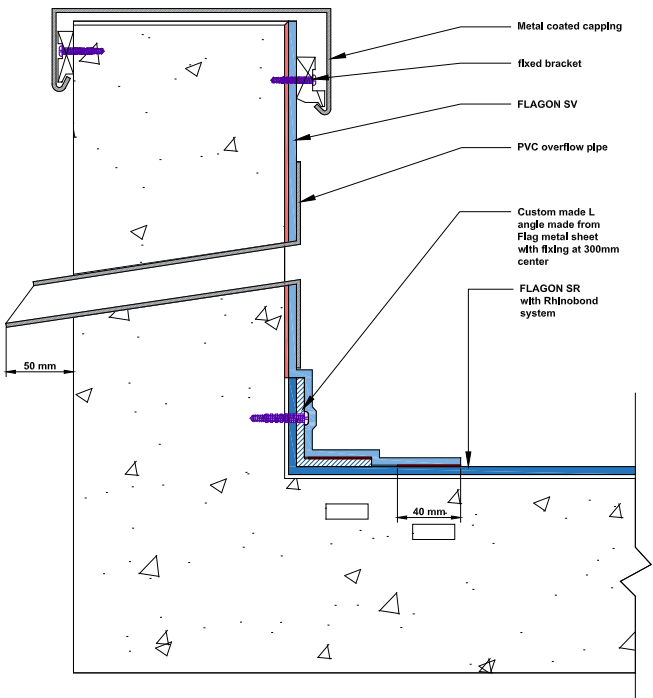 Metal coated capping
fixed bracket
FLAGON SV
PVC overflow pipe
Custom made L
angle made from
Flag metal sheet
with fixing at 300mm
center
FLAGON SR
with Rhinobond
system
50 mm
40 mm